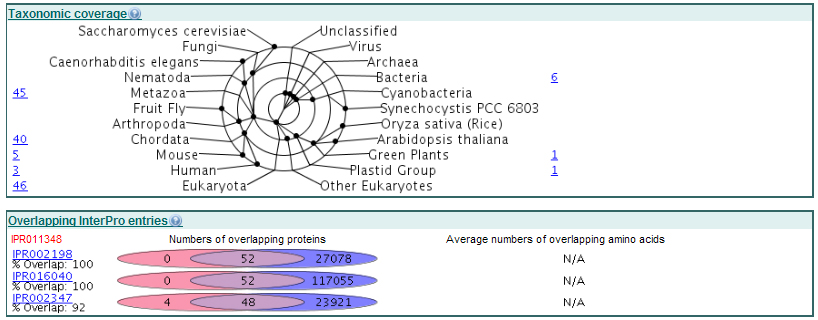 Taxonomic coverage?
Saccharomyces cerevisiae Unclassified
Fungi Virus
Caenorhabditis elegans Archaea
Nematoda Bacteria 6
45 Metazoa Cyanobacteria
Fruit Fly Synechocystis PCC 6803
Arthropoda Oryza sativa (Rice)
40 Chordata Arabidopsis thaliana
5 Mouse Green Plants 1
3 Human Plastid Group 1
46 Eukaryota Other Eukaryotes
Overlapping InterPro entries?
IPR011348 Numbers of overlapping proteins Average numbers of overlapping amino acids
IPR002198 0 52 27078 N/A
% Overlap: 100
IPR016040 0 52 117055 N/A
% Overlap: 100
IPR002347 4 48 23921 N/A
% Overlap: 92